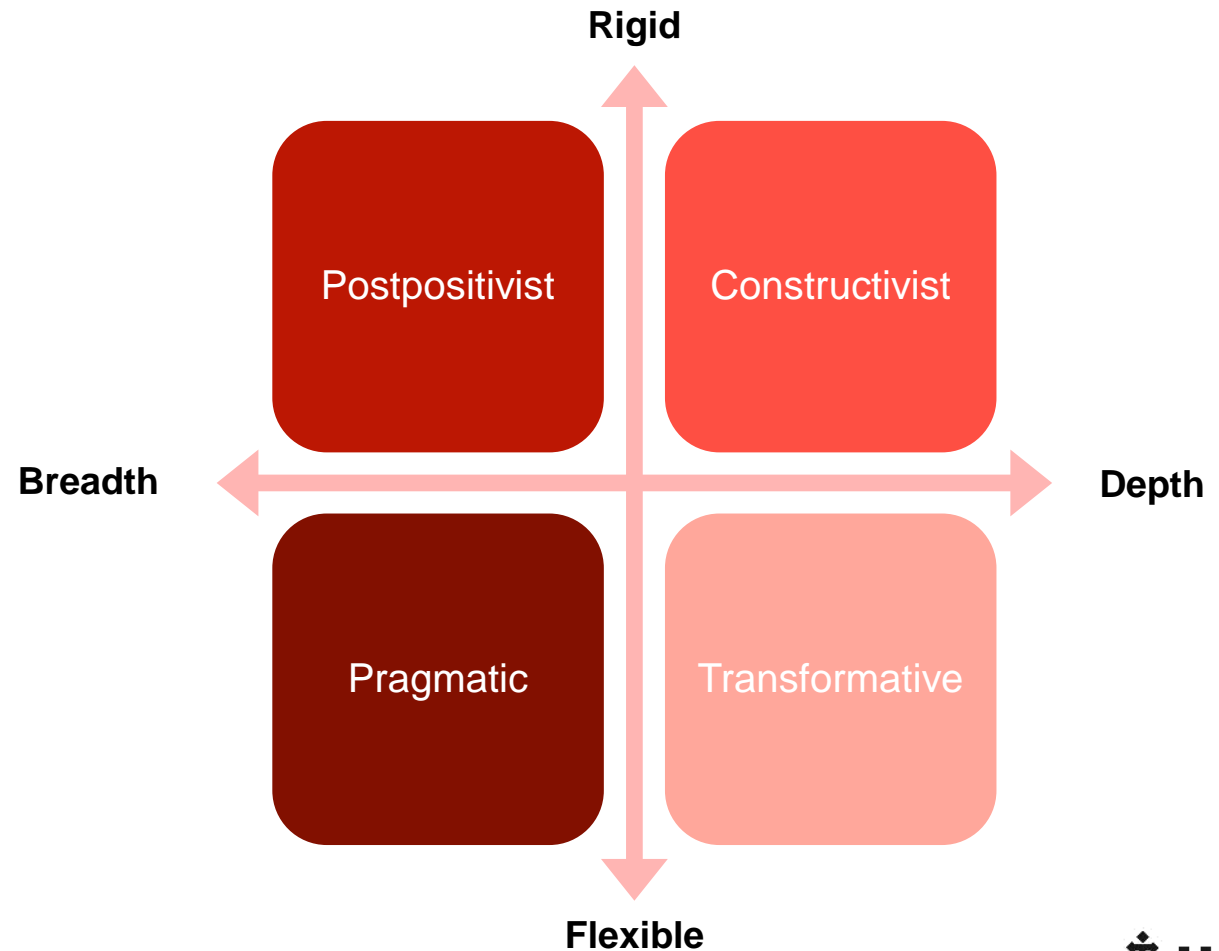 Rigid
Postpositivist
Constructivist
Breadth
Depth
Pragmatic
Transformative
Flexible